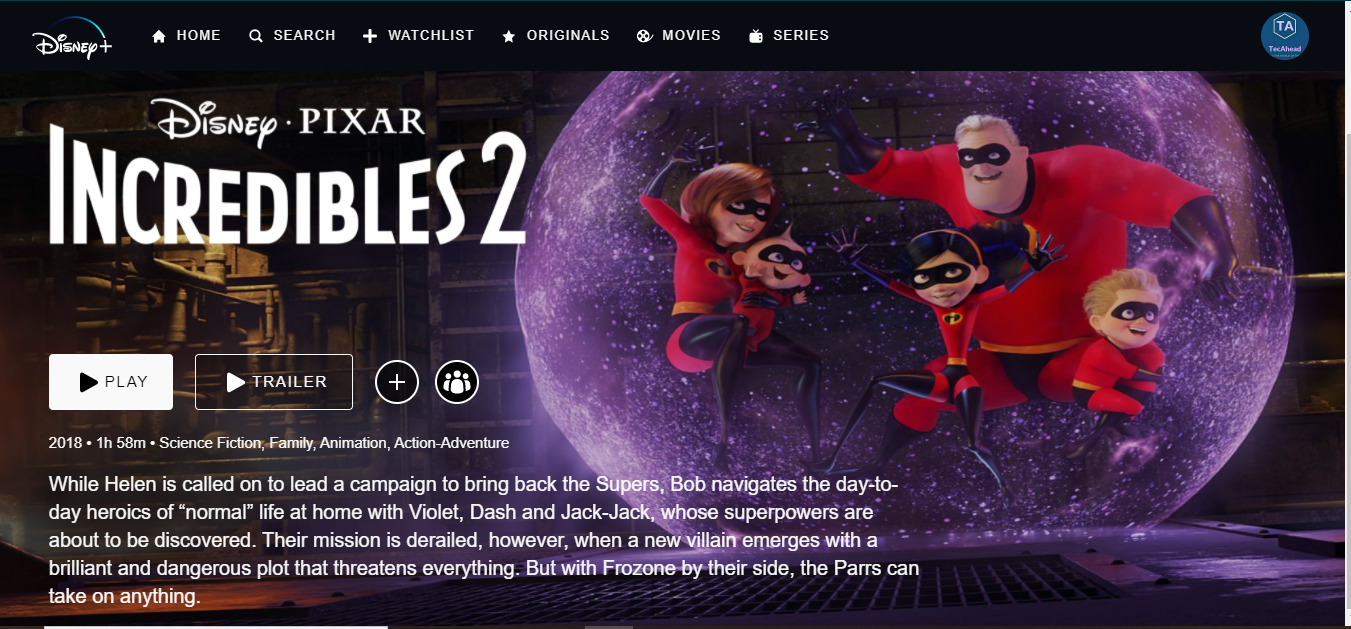 Disney+
HOME
SEARCH
WATCHLIST
ORIGINALS
MOVIES
SERIES
TA
TecAhead
Disney · PIXAR
INCREDIBLES 2
PLAY
TRAILER
2018 • 1h 58m • Science Fiction, Family, Animation, Action-Adventure
While Helen is called on to lead a campaign to bring back the Supers, Bob navigates the day-to-
day heroics of “normal” life at home with Violet, Dash and Jack-Jack, whose superpowers are
about to be discovered. Their mission is derailed, however, when a new villain emerges with a
brilliant and dangerous plot that threatens everything. But with Frozone by their side, the Parrs can
take on anything.